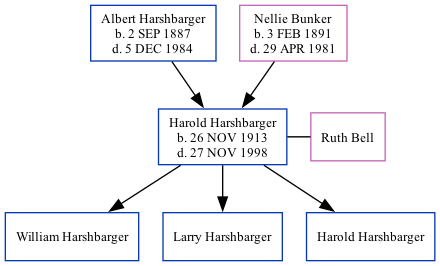 Albert Harshbarger
b. 2 SEP 1887
d. 5 DEC 1984
Nellie Bunker
b. 3 FEB 1891
d. 29 APR 1981
Harold Harshbarger
b. 26 NOV 1913
d. 27 NOV 1998
Ruth Bell
William Harshbarger
Larry Harshbarger
Harold Harshbarger